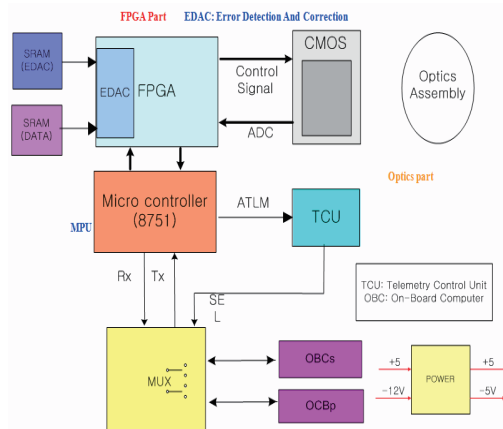 FPGA Part
EDAC: Error Detection And Correction
SRAM
(EDAC)
SRAM
(DATA)
EDAC
FPGA
Control
Signal
ADC
CMOS
Optics
Assembly
Optics part
MPU
Micro controller
(8751)
ATLM
TCU
Rx
Tx
SE
L
TCU: Telemetry Control Unit
OBC: On-Board Computer
MUX
OBCs
OCBp
+5
-12V
POWER
+5
-5V